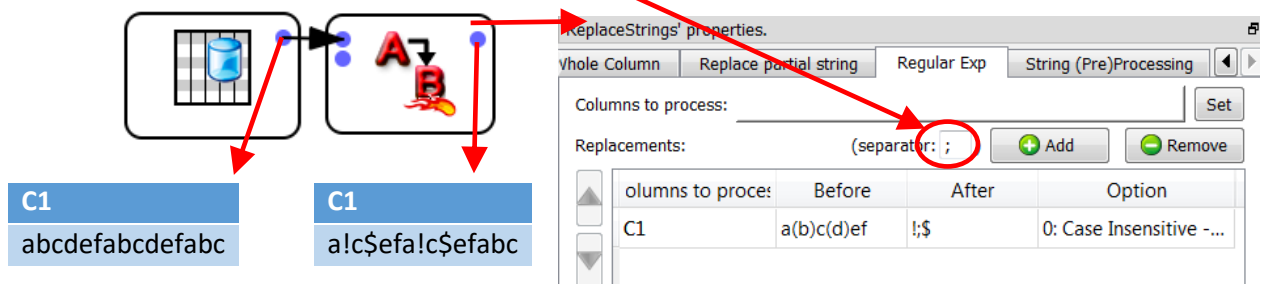 'ReplaceStrings' properties.
Whole Column Replace partial string Regular Exp String (Pre)Processing
Columns to process: Set
Replacements: (separator: ; ) Add Remove
olumns to proces Before After Option
C1 a(b)c(d)ef !;$ 0: Case Insensitive -...
A
B
C1
abcdefabcdefabc
C1
a!c$efa!c$efabc